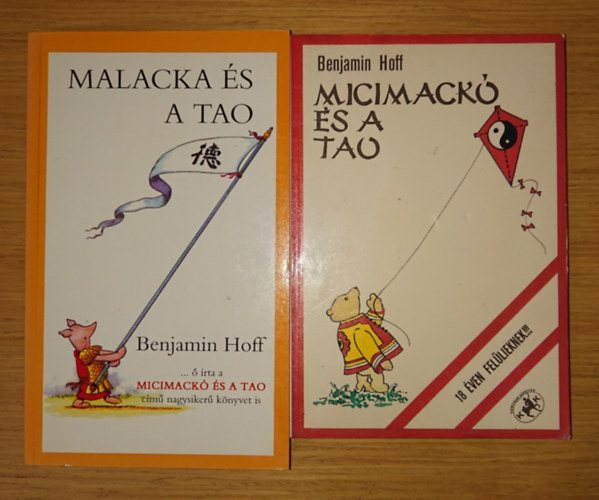 MALACKA ÉS
A TAO
德
Benjamin Hoff
... ő írta a
MICIMACKÓ ÉS A TAO
című nagysikerű könyvet is
Benjamin Hoff
MICIMACKÓ
ÉS A
TAO
18 ÉVEN FELÜLIEKNEK!!!